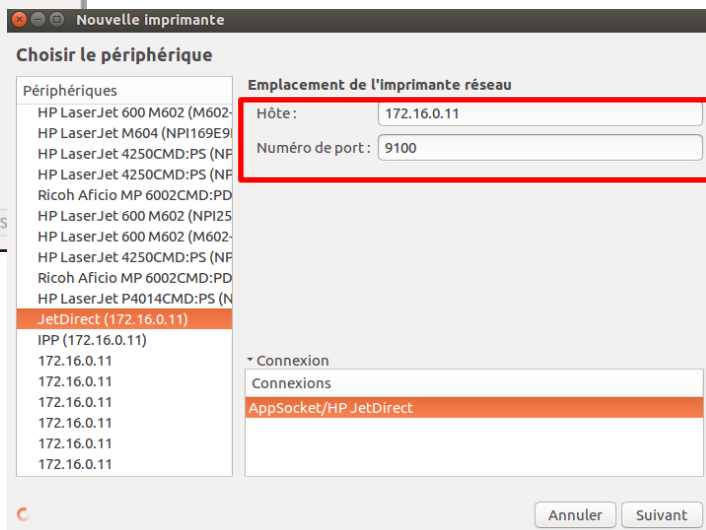 Nouvelle imprimante
Choisir le périphérique
Périphériques
HP LaserJet 600 M602 (M602-
HP LaserJet M604 (NPI169E9
HP LaserJet 4250CMD:PS (NP
HP LaserJet 4250CMD:PS (NP
Ricoh Aficio MP 6002CMD:PD
HP LaserJet 600 M602 (NPI25
HP LaserJet 600 M602 (M602-
HP LaserJet 4250CMD:PS (NP
Ricoh Aficio MP 6002CMD:PD
HP LaserJet P4014CMD:PS (N
JetDirect (172.16.0.11)
IPP (172.16.0.11)
172.16.0.11
172.16.0.11
172.16.0.11
172.16.0.11
172.16.0.11
172.16.0.11
Emplacement de l'imprimante réseau
Hôte : 172.16.0.11
Numéro de port : 9100
Connexion
Connexions
AppSocket/HP JetDirect
Annuler Suivant